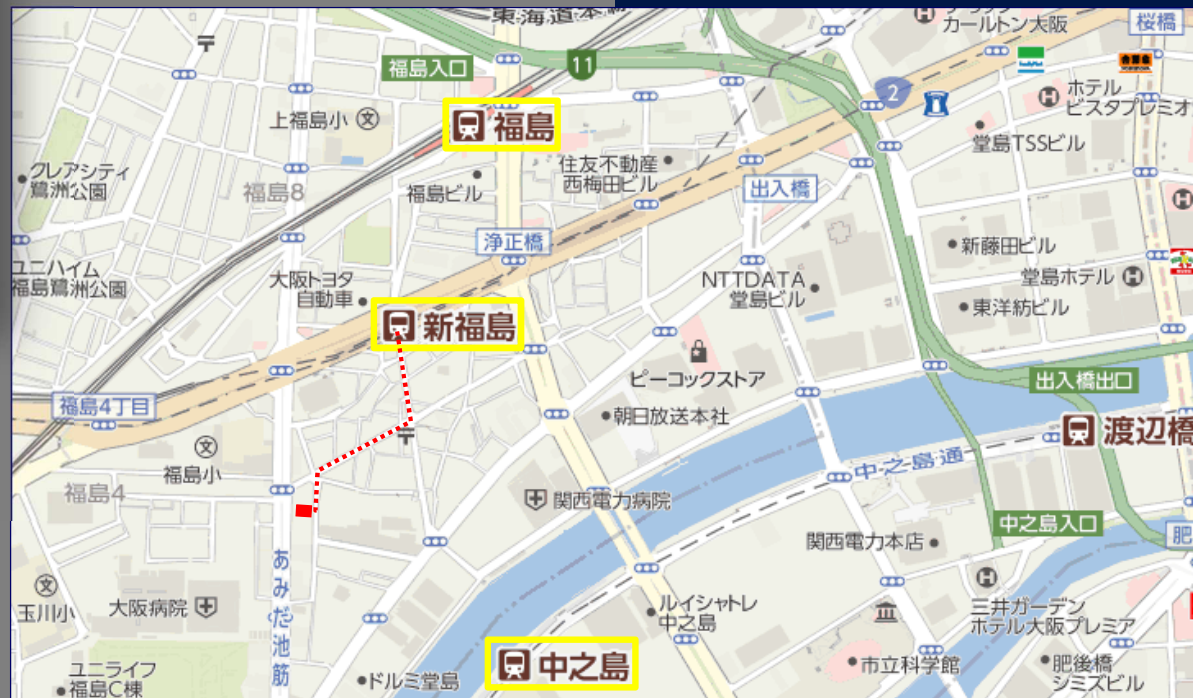 福島入口
11
カールトン大阪
桜橋
2
ホテル
ビスタプレミオ
上福島小
福島
堂島TSSビル
クレアシティ
鷺洲公園
福島8
福島ビル
住友不動産
西梅田ビル
出入橋
浄正橋
新藤田ビル
ユニハイム
福島鷺洲公園
大阪トヨタ
自動車
NTTDATA
堂島ビル
堂島ホテル
東洋紡ビル
新福島
ピーコックストア
出入橋出口
福島4丁目
朝日放送本社
渡辺橋
福島小
中之島通
福島4
関西電力病院
中之島入口
関西電力本店
肥
あみだ池筋
玉川小
大阪病院
ルイシャトレ
中之島
三井ガーデン
ホテル大阪プレミア
ユニライフ
福島C棟
ドルミ堂島
中之島
市立科学館
肥後橋
シミズビル